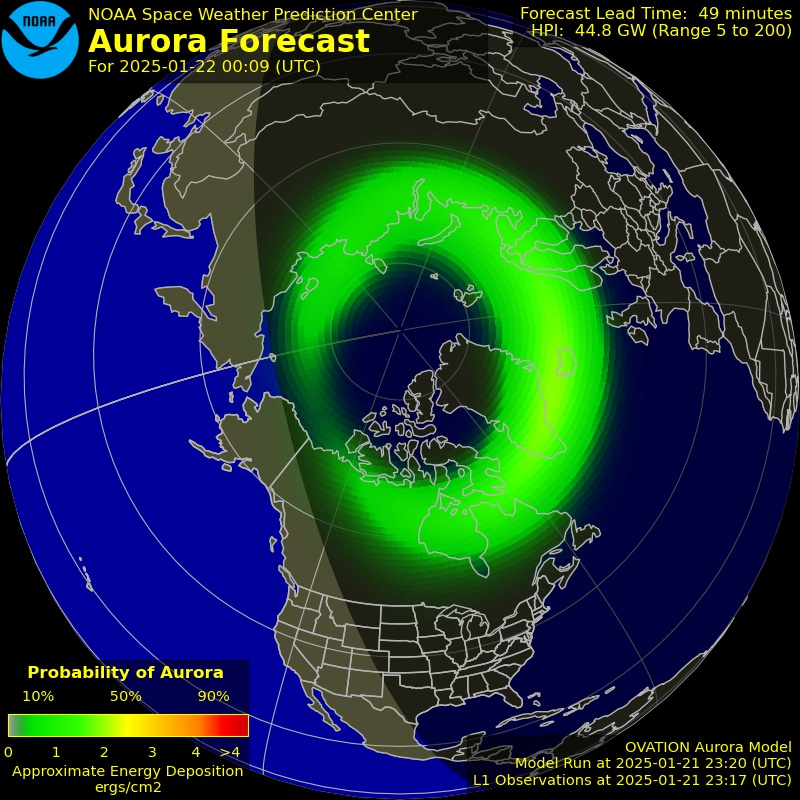 NOAA
NOAA Space Weather Prediction Center
Aurora Forecast
For 2025-01-22 00:09 (UTC)
Forecast Lead Time: 49 minutes
HPI: 44.8 GW (Range 5 to 200)
Probability of Aurora
10% 50% 90%
0 1 2 3 4 >4
Approximate Energy Deposition
ergs/cm2
OVATION Aurora Model
Model Run at 2025-01-21 23:20 (UTC)
L1 Observations at 2025-01-21 23:17 (UTC)